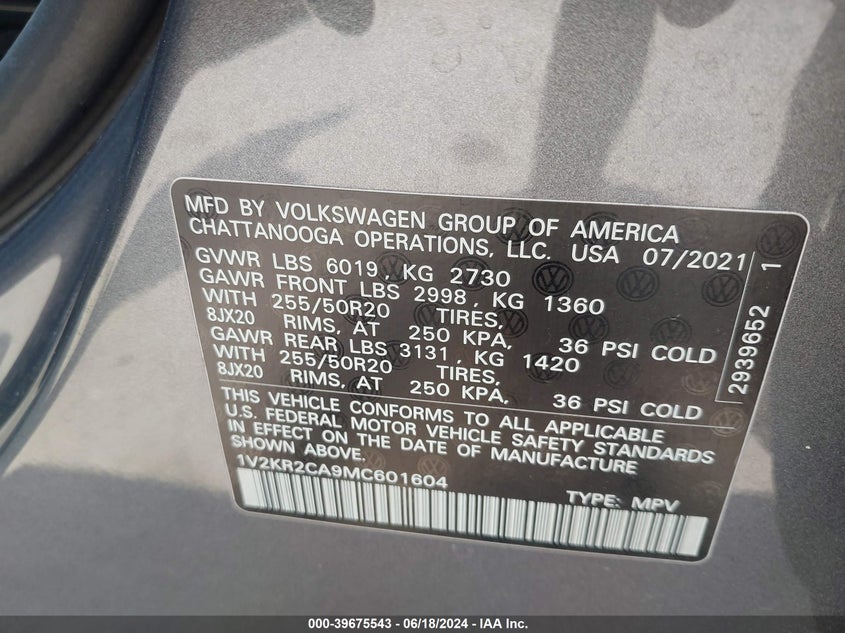 MFD BY VOLKSWAGEN GROUP OF AMERICA
CHATTANOOGA OPERATIONS, LLC. USA 07/2021
GVWR LBS 6019, KG 2730
GAWR FRONT LBS 2998, KG 1360
WITH 255/50R20 TIRES,
8JX20 RIMS, AT 250 KPA, 36 PSI COLD
GAWR REAR LBS 3131, KG 1420
WITH 255/50R20 TIRES,
8JX20 RIMS, AT 250 KPA, 36 PSI COLD
THIS VEHICLE CONFORMS TO ALL APPLICABLE
U.S. FEDERAL MOTOR VEHICLE SAFETY STANDARDS
IN EFFECT ON THE DATE OF MANUFACTURE
SHOWN ABOVE.
1V2KR2CA9MC601604 TYPE: MPV
2939652 1
000-39675543 - 06/18/2024 - IAA Inc.